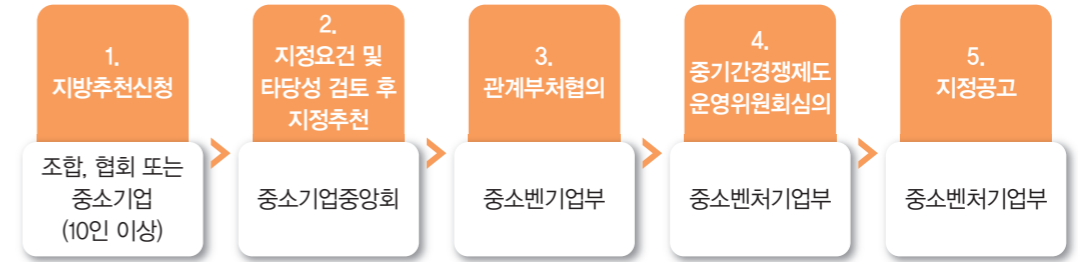 1.
지방추천신청
조합, 협회 또는
중소기업
(10인 이상)
2.
지정요건 및
타당성 검토 후
지정추천
중소기업중앙회
3.
관계부처협의
중소벤기업부
4.
중기간경쟁제도
운영위원회심의
중소벤처기업부
5.
지정공고
중소벤처기업부